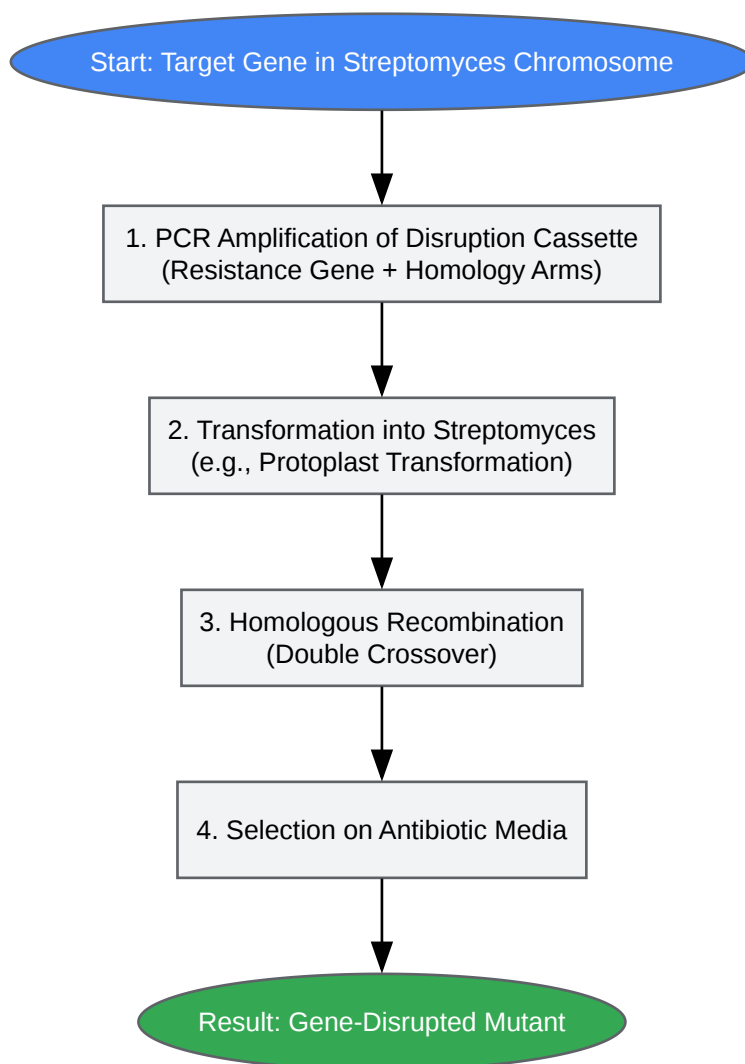 Start: Target Gene in Streptomyces Chromosome
1. PCR Amplification of Disruption Cassette
(Resistance Gene + Homology Arms)
2. Transformation into Streptomyces
(e.g., Protoplast Transformation)
3. Homologous Recombination
(Double Crossover)
4. Selection on Antibiotic Media
Result: Gene-Disrupted Mutant